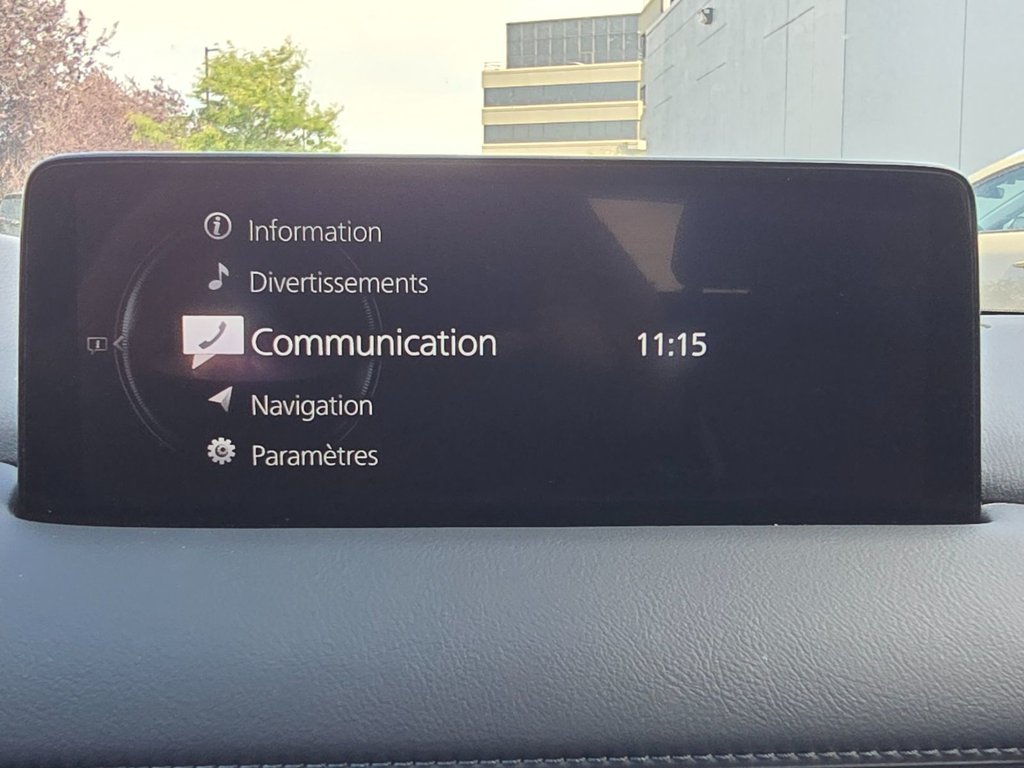 Information
Divertissements
Communication 11:15
Navigation
Paramètres